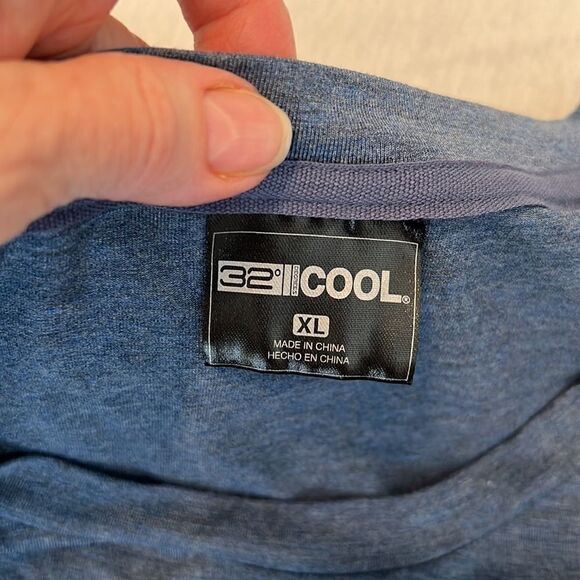 32° COOL®
XL
MADE IN CHINA
HECHO EN CHINA